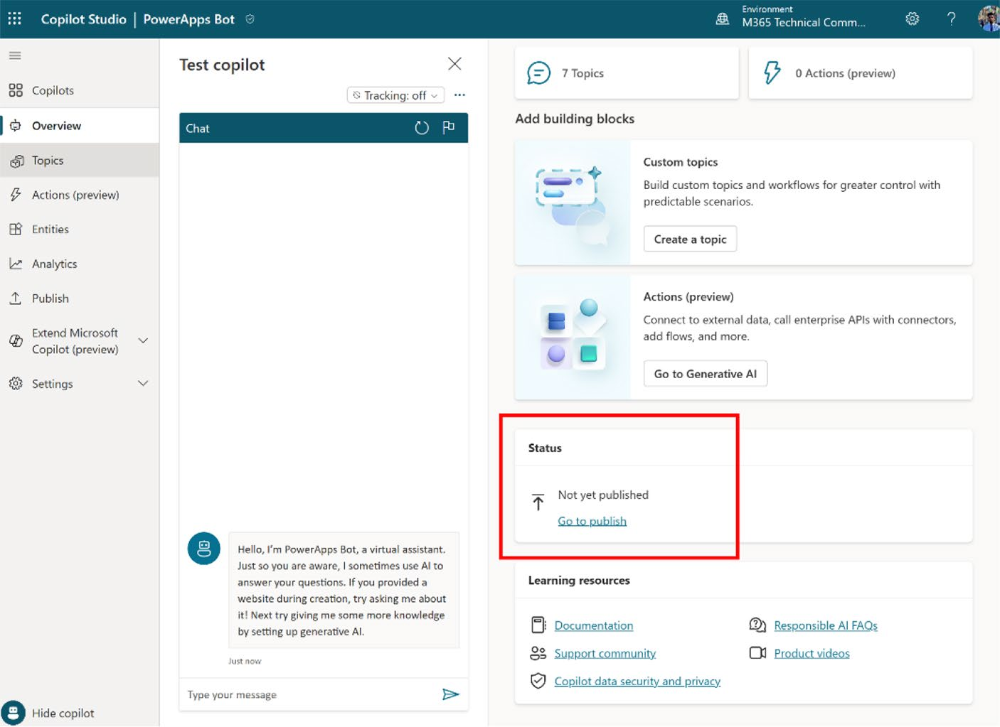 Copilot Studio | PowerApps Bot
Environment
M365 Technical Comm...
?
Copilots
Overview
Topics
Actions (preview)
Entities
Analytics
Publish
Extend Microsoft
Copilot (preview)
Settings
Hide copilot
Test copilot
Tracking: off
Chat
Hello, I'm PowerApps Bot, a virtual assistant.
Just so you are aware, I sometimes use AI to
answer your questions. If you provided a
website during creation, try asking me about
it! Next try giving me some more knowledge
by setting up generative AI.
Just now
Type your message
7 Topics
0 Actions (preview)
Add building blocks
Custom topics
Build custom topics and workflows for greater control with
predictable scenarios.
Create a topic
Actions (preview)
Connect to external data, call enterprise APIs with connectors,
add flows, and more.
Go to Generative AI
Status
Not yet published
Go to publish
Learning resources
Documentation
Responsible AI FAQs
Support community
Product videos
Copilot data security and privacy